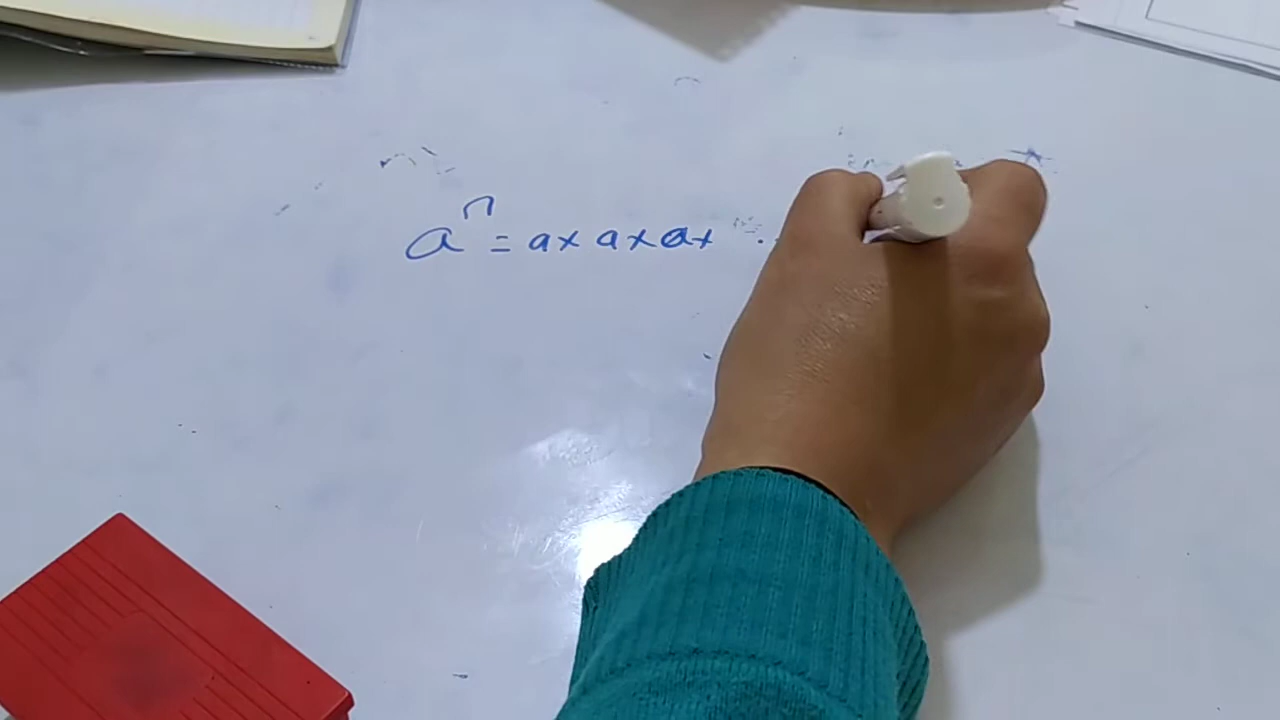 aⁿ = a× a× a× ..